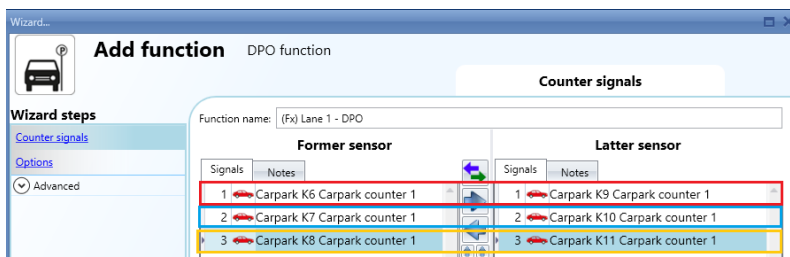 Wizard...
Add function DPO function
Counter signals
Wizard steps
Counter signals
Options
Advanced
Function name: (Fx) Lane 1 - DPO
Former sensor
Signals Notes
1 Carpark K6 Carpark counter 1
2 Carpark K7 Carpark counter 1
3 Carpark K8 Carpark counter 1
Latter sensor
Signals Notes
1 Carpark K9 Carpark counter 1
2 Carpark K10 Carpark counter 1
3 Carpark K11 Carpark counter 1